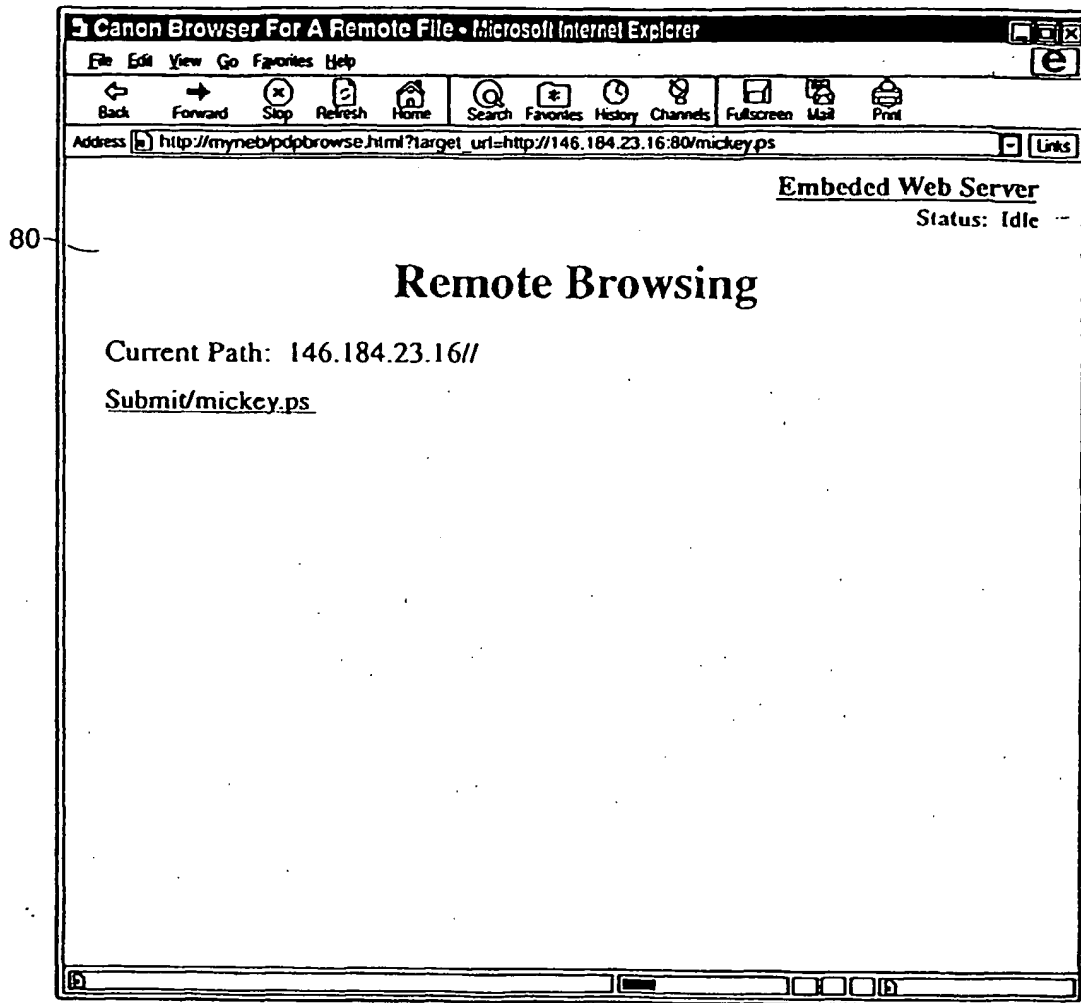 Canon Browser For A Remote File • Microsoft Internet Explorer
File Edit View Go Favorites Help
e
Back Forward Stop Refresh Home Search Favorites History Channels Fullscreen Mail Print
Address http://myneb/pdpbrowse.html?target_url=http://146.184.23.16:80/mickey.ps Links
Embeded Web Server
Status: Idle
80
Remote Browsing
Current Path: 146.184.23.16//
Submit/mickey.ps